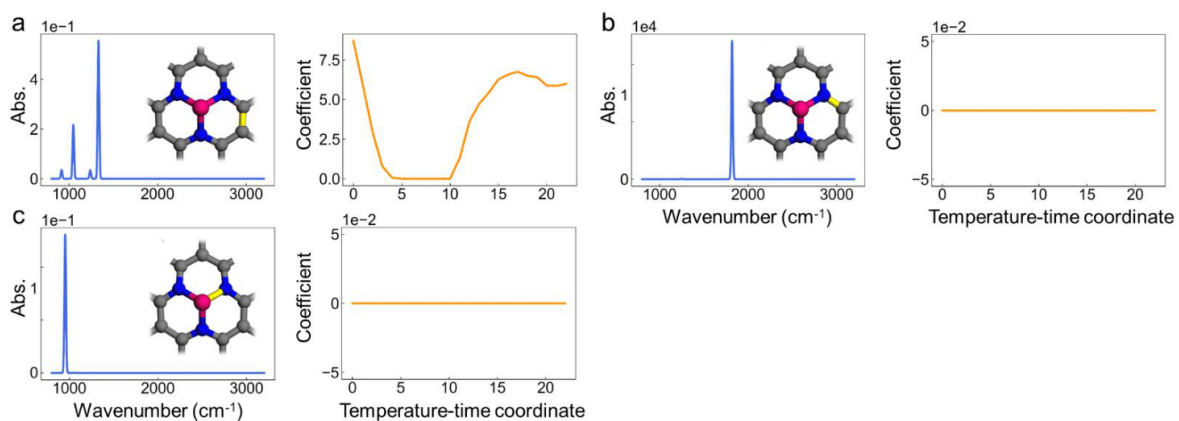 a
1e−1
Abs.
4
2
0
1000
2000
3000
Coefficient
7.5
5.0
2.5
0.0
0
5
10
15
20
b
1e4
Abs.
1
0
1000
2000
3000
Wavenumber (cm-1)
1e−2
Coefficient
5
0
−5
0
5
10
15
20
Temperature-time coordinate
c
1e−1
Abs.
1
0
1000
2000
3000
Wavenumber (cm-1)
1e−2
Coefficient
5
0
−5
0
5
10
15
20
Temperature-time coordinate